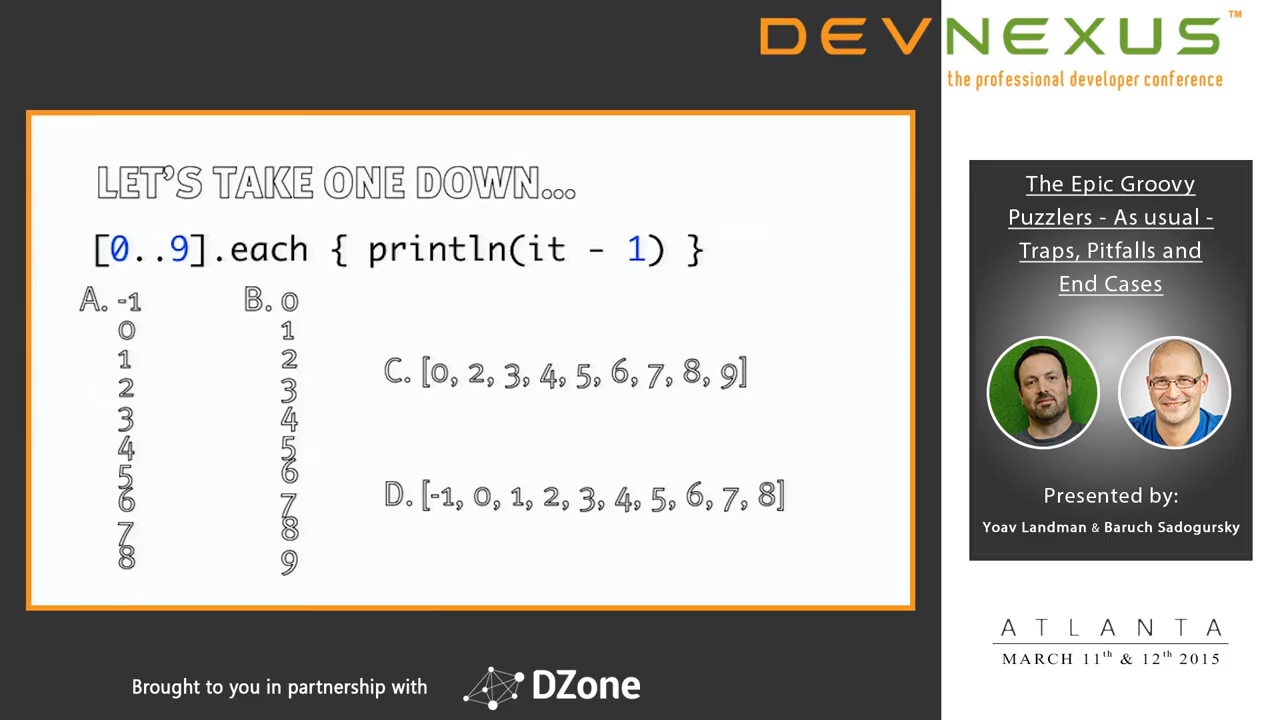 DEVNEXUS™
the professional developer conference
LET'S TAKE ONE DOWN...
[0..9].each { println(it - 1) }
A. -1
0
1
2
3
4
5
6
7
8
B. 0
1
2
3
4
5
6
7
8
9
C. [0, 2, 3, 4, 5, 6, 7, 8, 9]
D. [-1, 0, 1, 2, 3, 4, 5, 6, 7, 8]
The Epic Groovy
Puzzlers - As usual -
Traps, Pitfalls and
End Cases
Presented by:
Yoav Landman & Baruch Sadogursky
ATLANTA
MARCH 11th & 12th 2015
Brought to you in partnership with
DZone